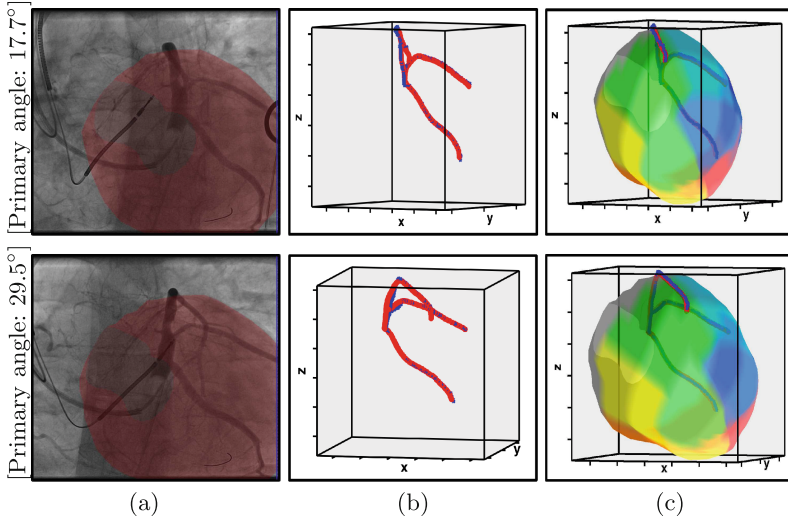 [Primary angle: 17.7°]
z
x
y
z
x
y
[Primary angle: 29.5°]
z
x
y
z
x
y
(a)
(b)
(c)